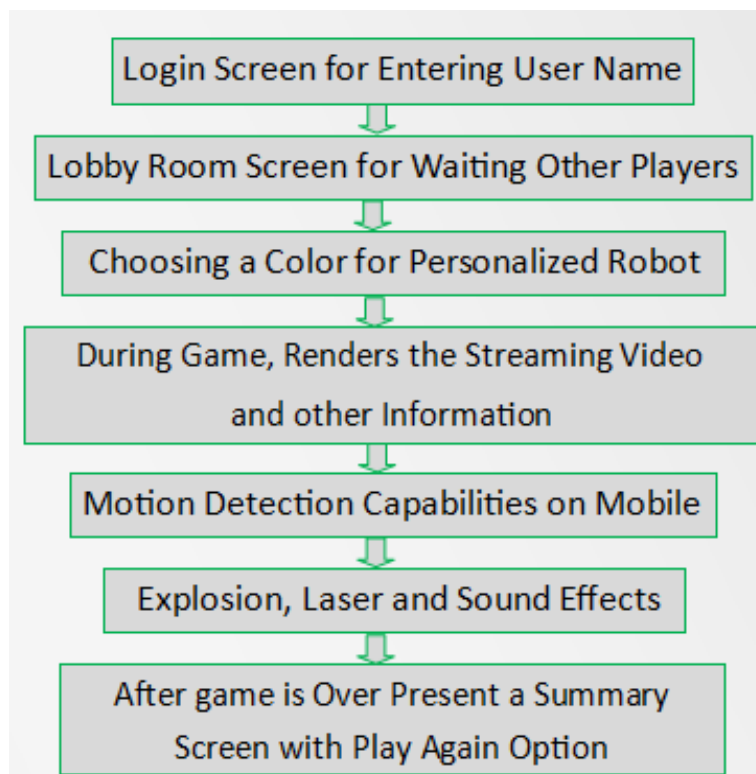 Login Screen for Entering User Name
Lobby Room Screen for Waiting Other Players
Choosing a Color for Personalized Robot
During Game, Renders the Streaming Video
and other Information
Motion Detection Capabilities on Mobile
Explosion, Laser and Sound Effects
After game is Over Present a Summary
Screen with Play Again Option